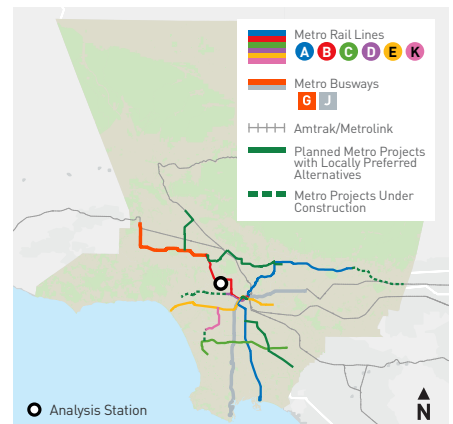 Metro Rail Lines
A B C D E K
Metro Busways
G J
Amtrak/Metrolink
Planned Metro Projects
with Locally Preferred
Alternatives
Metro Projects Under
Construction
Analysis Station
N